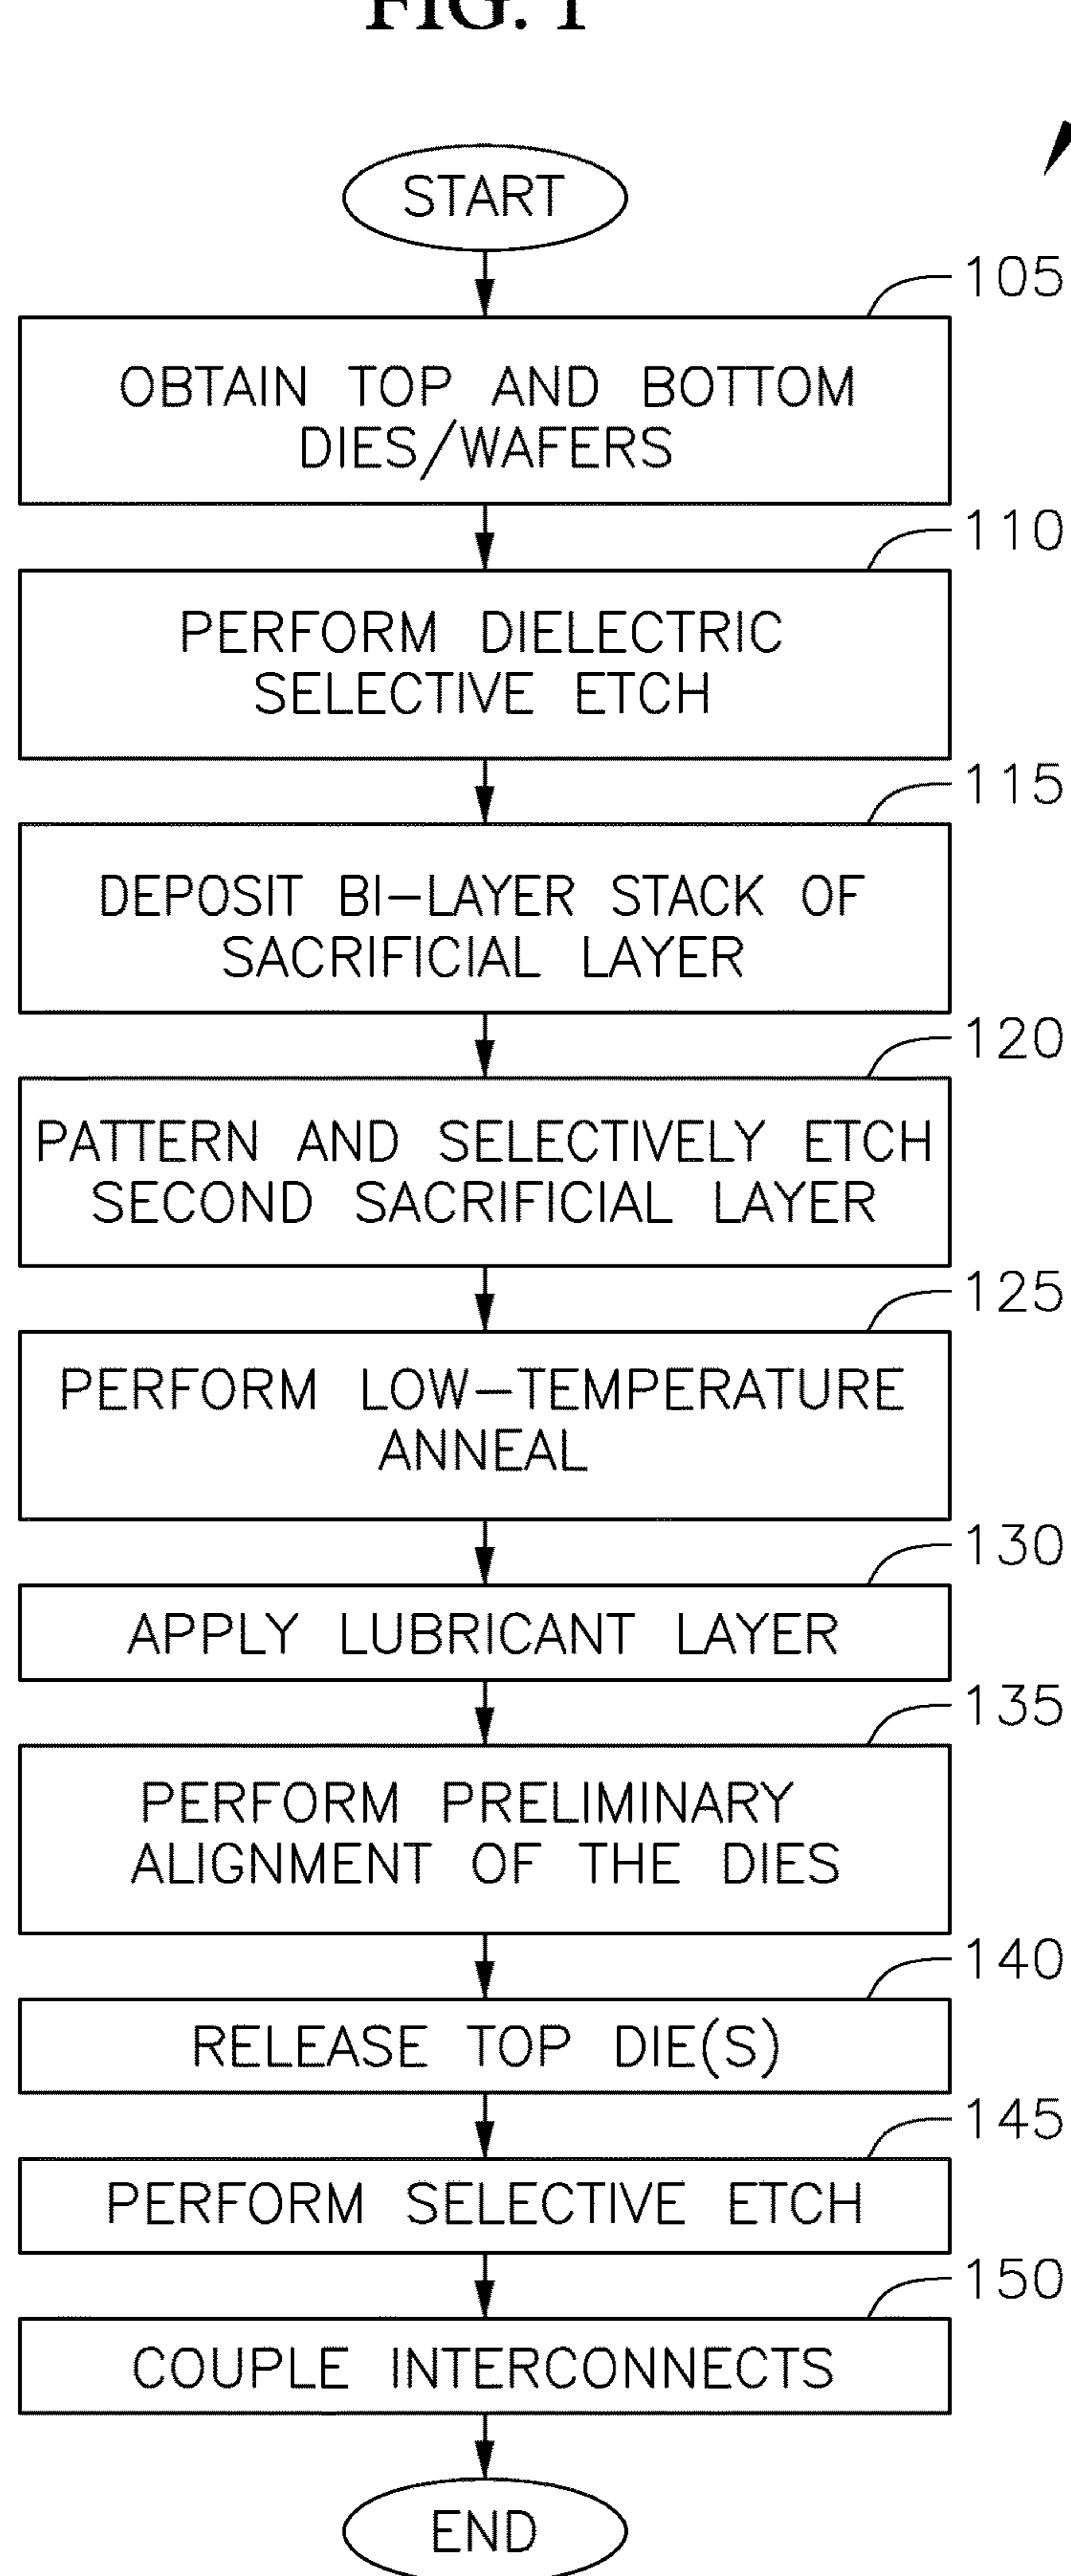 FIG. 1
START
105
OBTAIN TOP AND BOTTOM
DIES/WAFERS
110
PERFORM DIELECTRIC
SELECTIVE ETCH
115
DEPOSIT BI-LAYER STACK OF
SACRIFICIAL LAYER
120
PATTERN AND SELECTIVELY ETCH
SECOND SACRIFICIAL LAYER
125
PERFORM LOW-TEMPERATURE
ANNEAL
130
APPLY LUBRICANT LAYER
135
PERFORM PRELIMINARY
ALIGNMENT OF THE DIES
140
RELEASE TOP DIE(S)
145
PERFORM SELECTIVE ETCH
150
COUPLE INTERCONNECTS
END